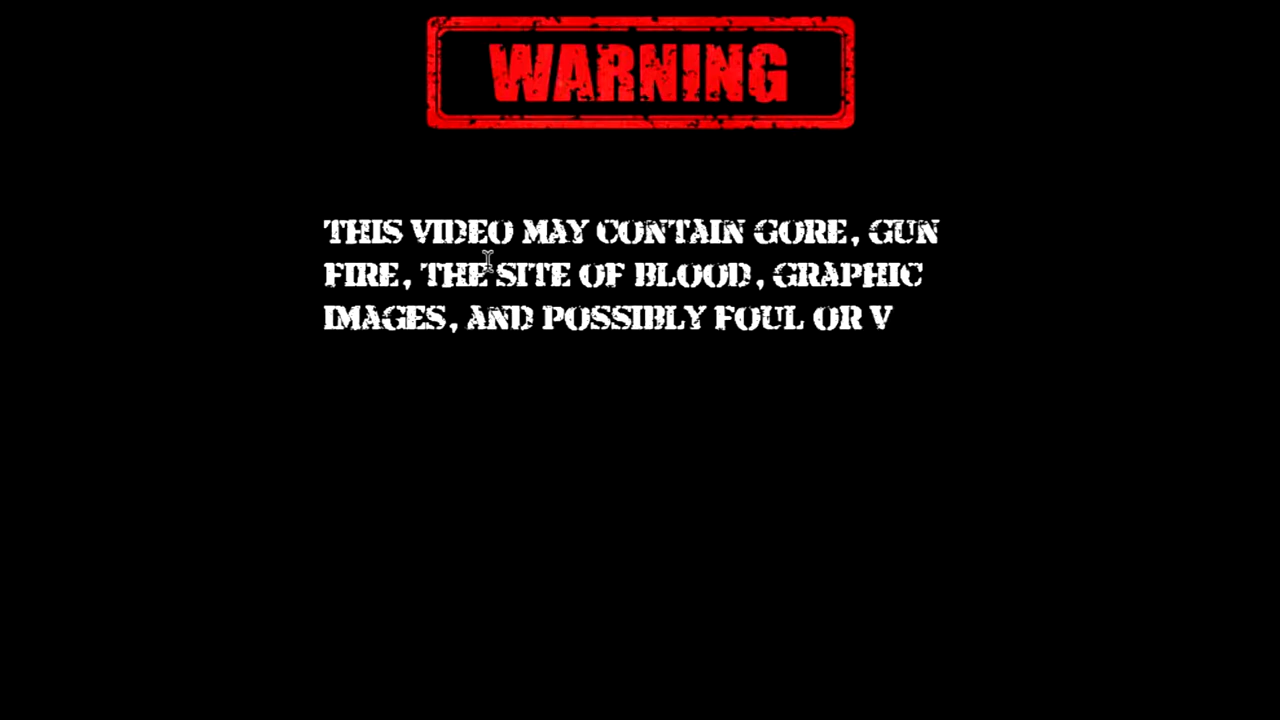 WARNING
THIS VIDEO MAY CONTAIN GORE, GUN
FIRE, THE SITE OF BLOOD, GRAPHIC
IMAGES, AND POSSIBLY FOUL OR V